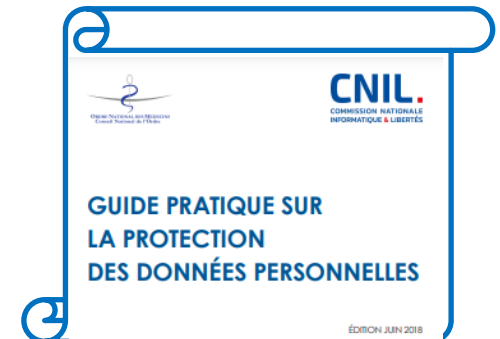 ORDRE NATIONAL DES MÉDECINS
Conseil National de l'Ordre
CNIL.
COMMISSION NATIONALE
INFORMATIQUE & LIBERTÉS
GUIDE PRATIQUE SUR
LA PROTECTION
DES DONNÉES PERSONNELLES
ÉDITION JUIN 2018